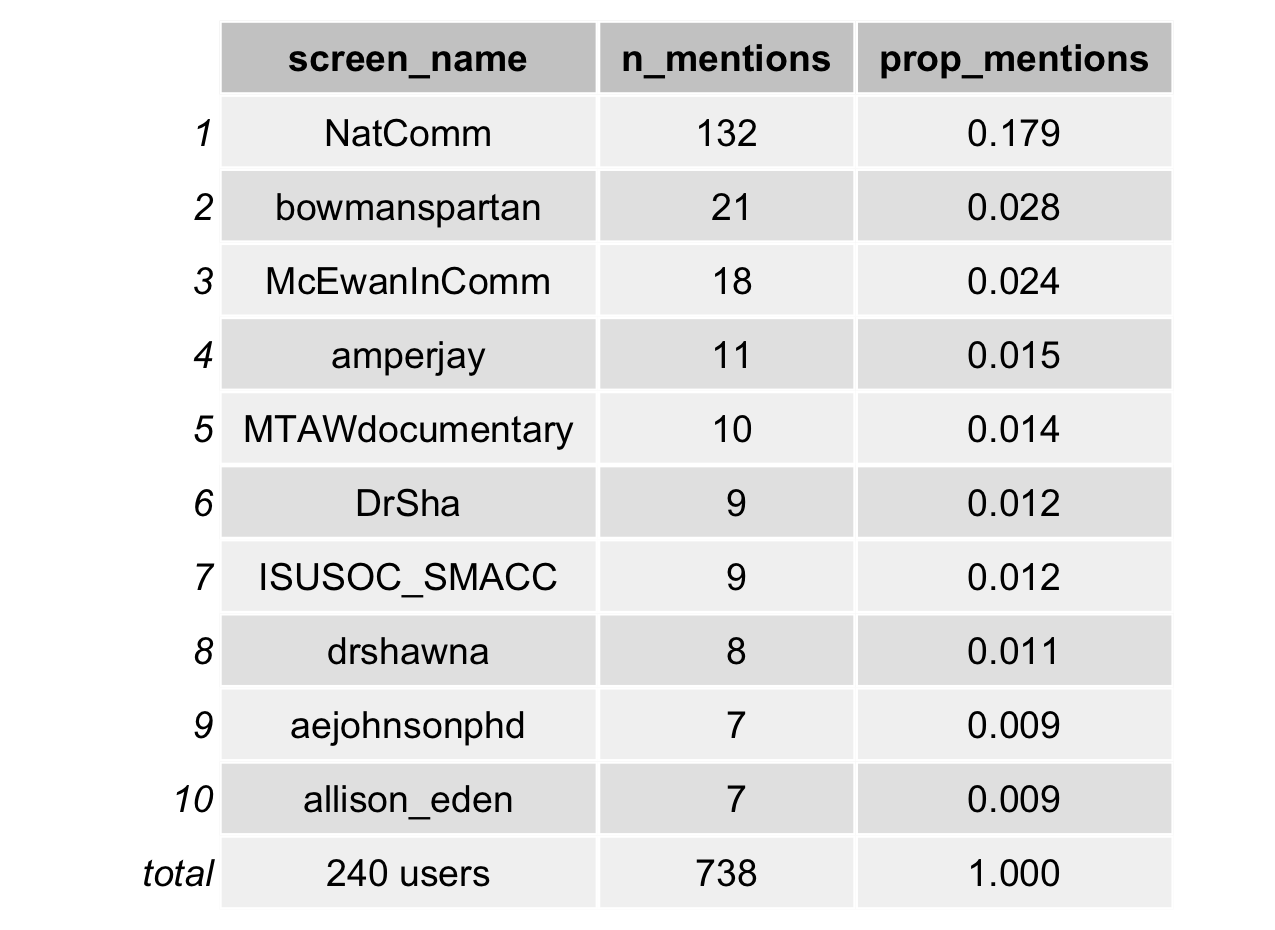 screen_name n_mentions prop_mentions
1 NatComm 132 0.179
2 bowmanspartan 21 0.028
3 McEwanInComm 18 0.024
4 amperjay 11 0.015
5 MTAWdocumentary 10 0.014
6 DrSha 9 0.012
7 ISUSOC_SMACC 9 0.012
8 drshawna 8 0.011
9 aejohnsonphd 7 0.009
10 allison_eden 7 0.009
total 240 users 738 1.000